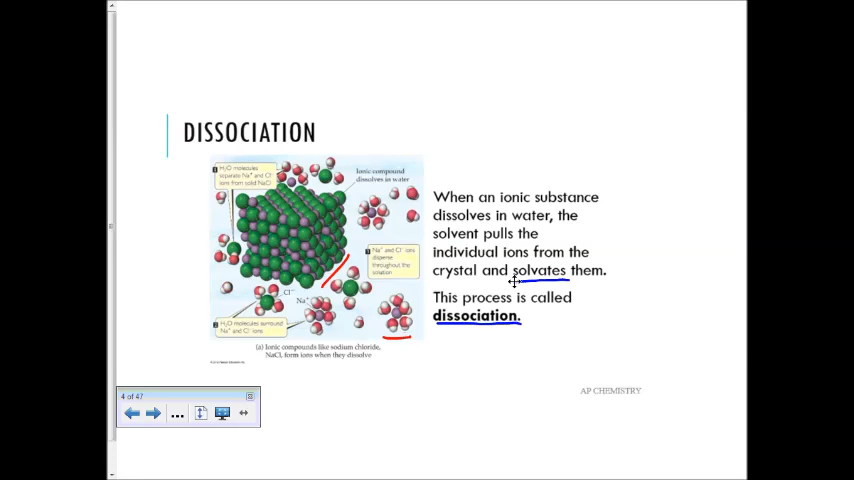 DISSOCIATION
1 H₂O molecules
separate Na⁺ and Cl⁻
ions from solid NaCl
Ionic compound
dissolves in water
3 Na⁺ and Cl⁻ ions
disperse
throughout the
solution
Cl⁻
Na⁺
2 H₂O molecules surround
Na⁺ and Cl⁻ ions
(a) Ionic compounds like sodium chloride,
NaCl, form ions when they dissolve
When an ionic substance
dissolves in water, the
solvent pulls the
individual ions from the
crystal and solvates them.
This process is called
dissociation.
AP CHEMISTRY
4 of 47